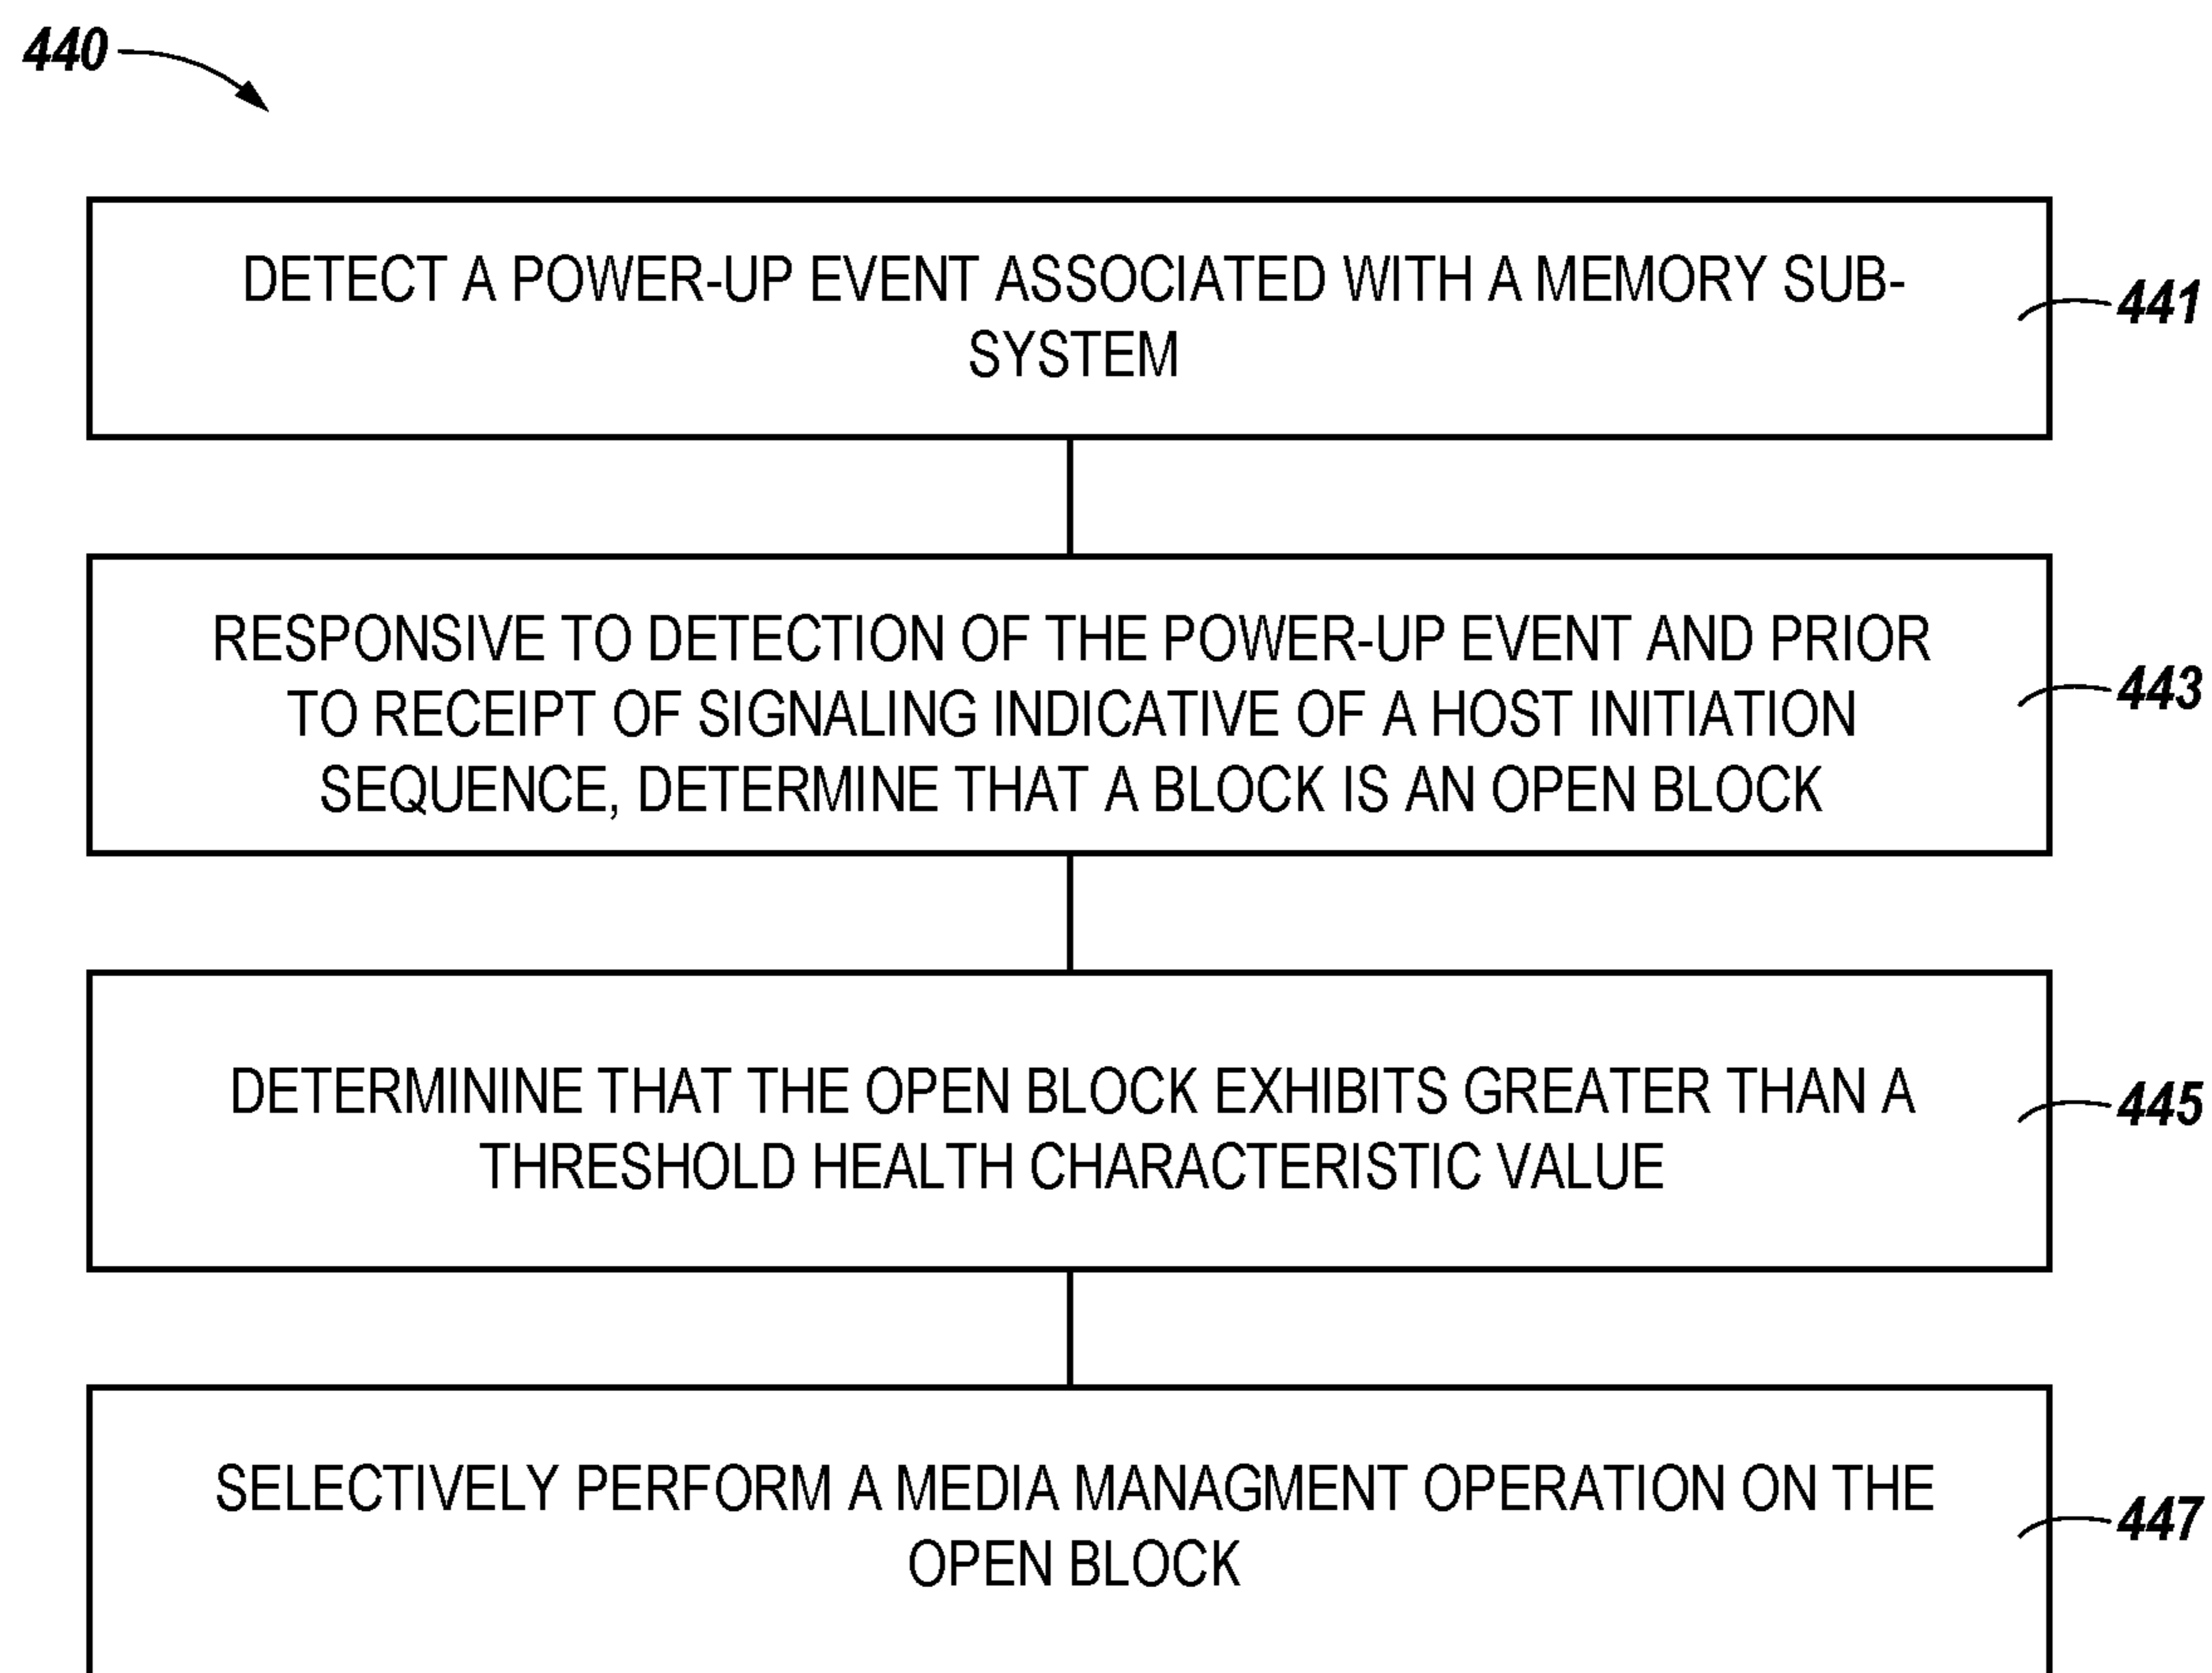 440
DETECT A POWER-UP EVENT ASSOCIATED WITH A MEMORY SUB-
SYSTEM
441
RESPONSIVE TO DETECTION OF THE POWER-UP EVENT AND PRIOR
TO RECEIPT OF SIGNALING INDICATIVE OF A HOST INITIATION
SEQUENCE, DETERMINE THAT A BLOCK IS AN OPEN BLOCK
443
DETERMININE THAT THE OPEN BLOCK EXHIBITS GREATER THAN A
THRESHOLD HEALTH CHARACTERISTIC VALUE
445
SELECTIVELY PERFORM A MEDIA MANAGMENT OPERATION ON THE
OPEN BLOCK
447